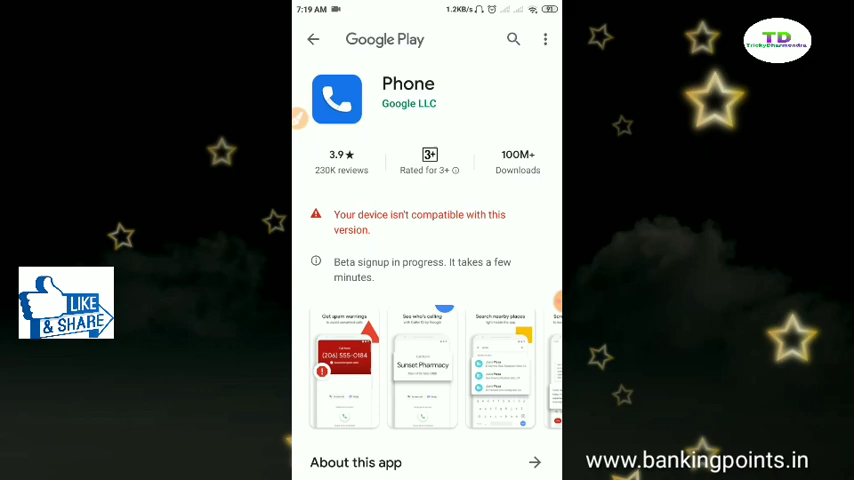 7:19 AM
1.2KB/s
91
TD
TrickyDharmendra
Google Play
Phone
Google LLC
3.9★
3+
100M+
230K reviews
Rated for 3+
Downloads
Your device isn't compatible with this
version.
Beta signup in progress. It takes a few
minutes.
LIKE
& SHARE
Get spam warnings
See who's calling
Search nearby places
(206) 555-0184
Sunset Pharmacy
About this app
www.bankingpoints.in